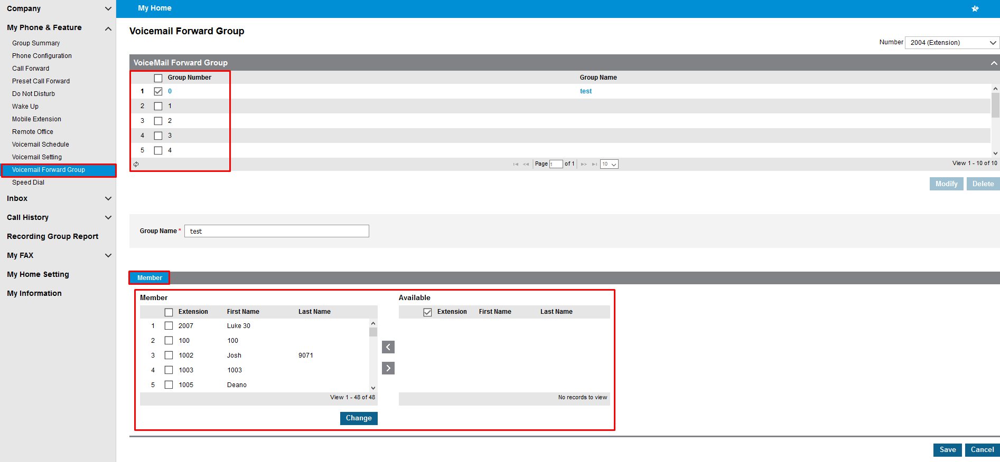 Company
My Phone & Feature
Group Summary
Phone Configuration
Call Forward
Preset Call Forward
Do Not Disturb
Wake Up
Mobile Extension
Remote Office
Voicemail Schedule
Voicemail Setting
Voicemail Forward Group
Speed Dial
Inbox
Call History
Recording Group Report
My FAX
My Home Setting
My Information
My Home
Voicemail Forward Group
Number 2004 (Extension)
VoiceMail Forward Group
Group Number Group Name
1 0 test
2 1
3 2
4 3
5 4
Page 1 of 1 10 View 1 - 10 of 10
Modify Delete
Group Name * test
Member
Member
Extension First Name Last Name
1 2007 Luke 30
2 100 100
3 1002 Josh 9071
4 1003 1003
5 1005 Deano
View 1 - 48 of 48
Change
Available
Extension First Name Last Name
No records to view
Save Cancel